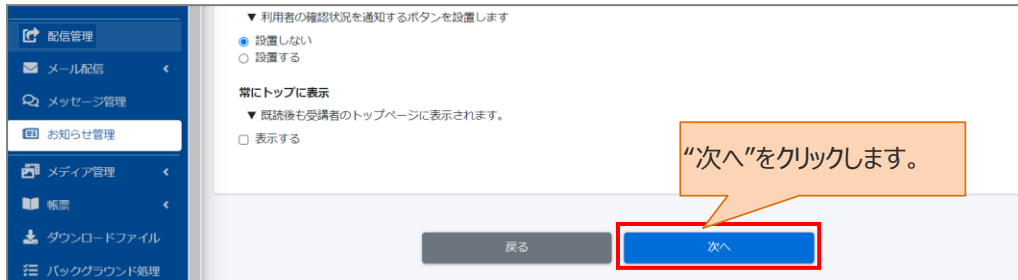 配信管理
メール配信
メッセージ管理
お知らせ管理
メディア管理
帳票
ダウンロードファイル
バックグラウンド処理
▼ 利用者の確認状況を通知するボタンを設置します
設置しない
設置する
常にトップに表示
▼ 既読後も受講者のトップページに表示されます。
表示する
“次へ”をクリックします。
戻る
次へ